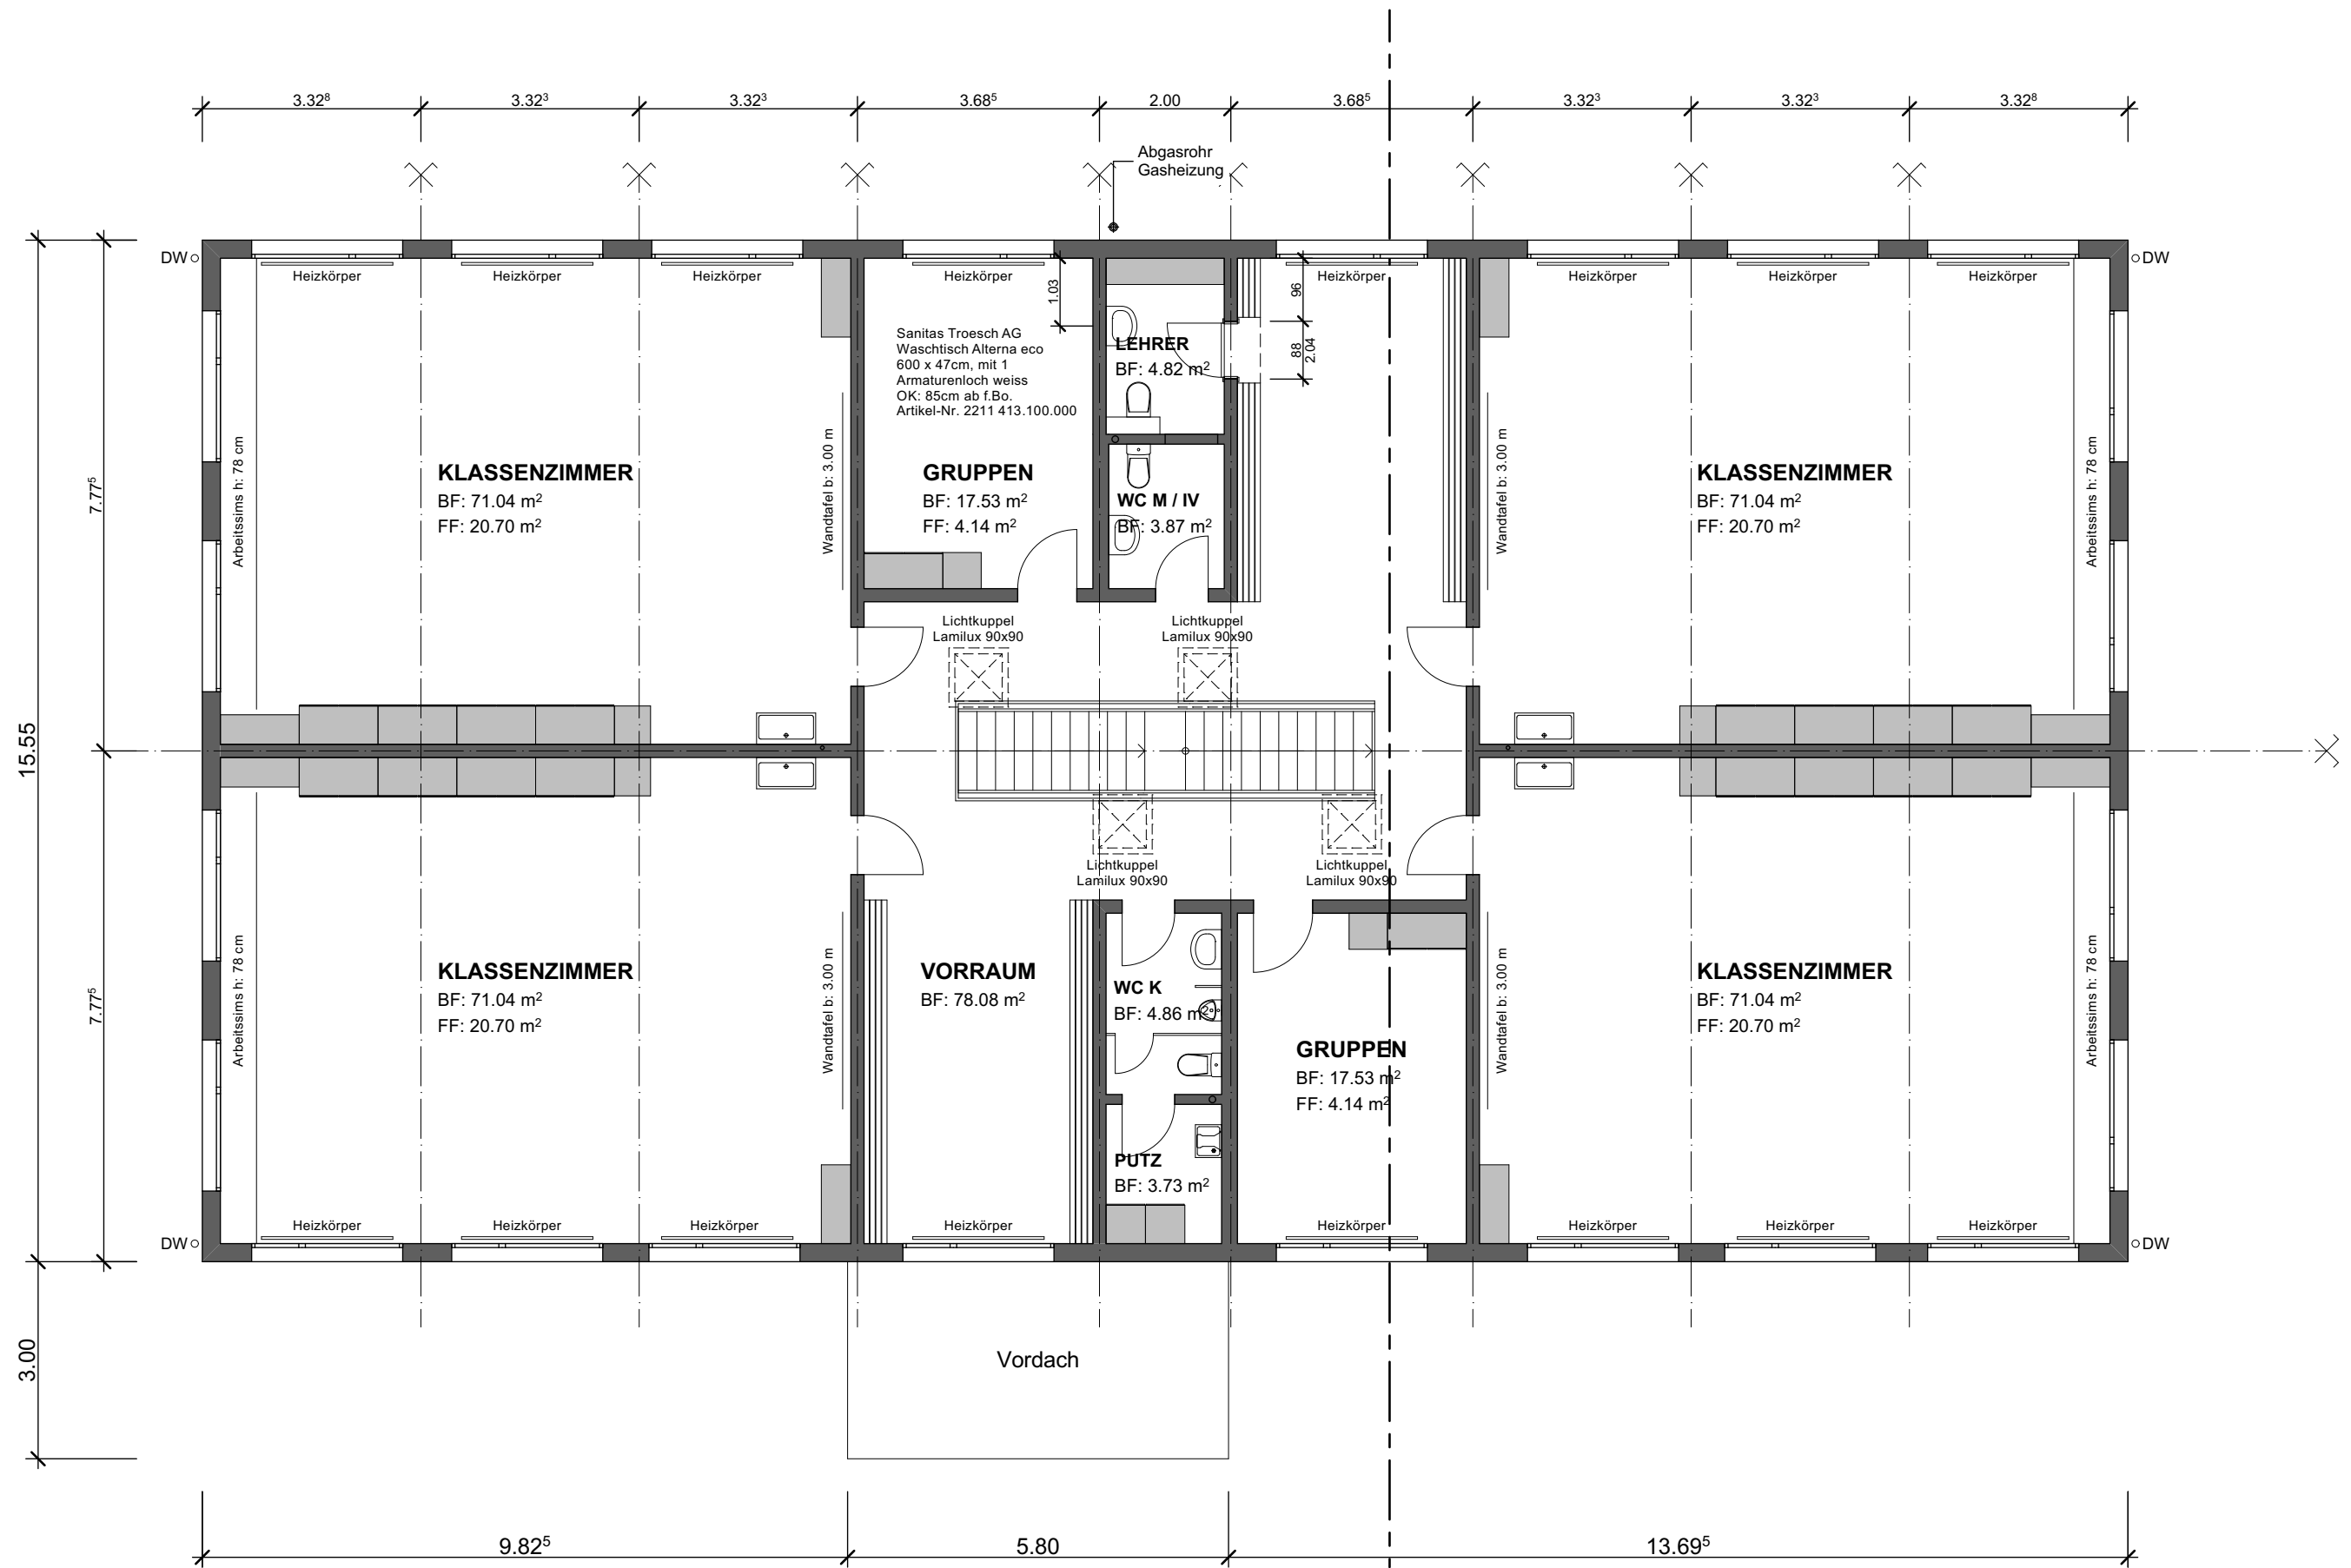 3.32⁸ 3.32³ 3.32³ 3.68⁵ 2.00 3.68⁵ 3.32³ 3.32³ 3.32⁸
Abgasrohr
Gasheizung
DW
DW
Heizkörper Heizkörper Heizkörper Heizkörper Heizkörper Heizkörper Heizkörper Heizkörper
1.03
96
88
2.04
Sanitas Troesch AG
Waschtisch Alterna eco
600 x 47cm, mit 1
Armaturenloch weiss
OK: 85cm ab f.Bo.
Artikel-Nr. 2211 413.100.000
LEHRER
BF: 4.82 m²
7.77⁵
Arbeitssims h: 78 cm
KLASSENZIMMER
BF: 71.04 m²
FF: 20.70 m²
Wandtafel b: 3.00 m
GRUPPEN
BF: 17.53 m²
FF: 4.14 m²
WC M / IV
BF: 3.87 m²
Wandtafel b: 3.00 m
KLASSENZIMMER
BF: 71.04 m²
FF: 20.70 m²
Arbeitssims h: 78 cm
Lichtkuppel
Lamilux 90x90
Lichtkuppel
Lamilux 90x90
15.55
Lichtkuppel
Lamilux 90x90
Lichtkuppel
Lamilux 90x90
7.77⁵
Arbeitssims h: 78 cm
KLASSENZIMMER
BF: 71.04 m²
FF: 20.70 m²
Wandtafel b: 3.00 m
VORRAUM
BF: 78.08 m²
WC K
BF: 4.86 m²
GRUPPEN
BF: 17.53 m²
FF: 4.14 m²
Wandtafel b: 3.00 m
KLASSENZIMMER
BF: 71.04 m²
FF: 20.70 m²
Arbeitssims h: 78 cm
PUTZ
BF: 3.73 m²
Heizkörper Heizkörper Heizkörper Heizkörper Heizkörper Heizkörper Heizkörper Heizkörper
DW
DW
3.00
Vordach
9.82⁵ 5.80 13.69⁵